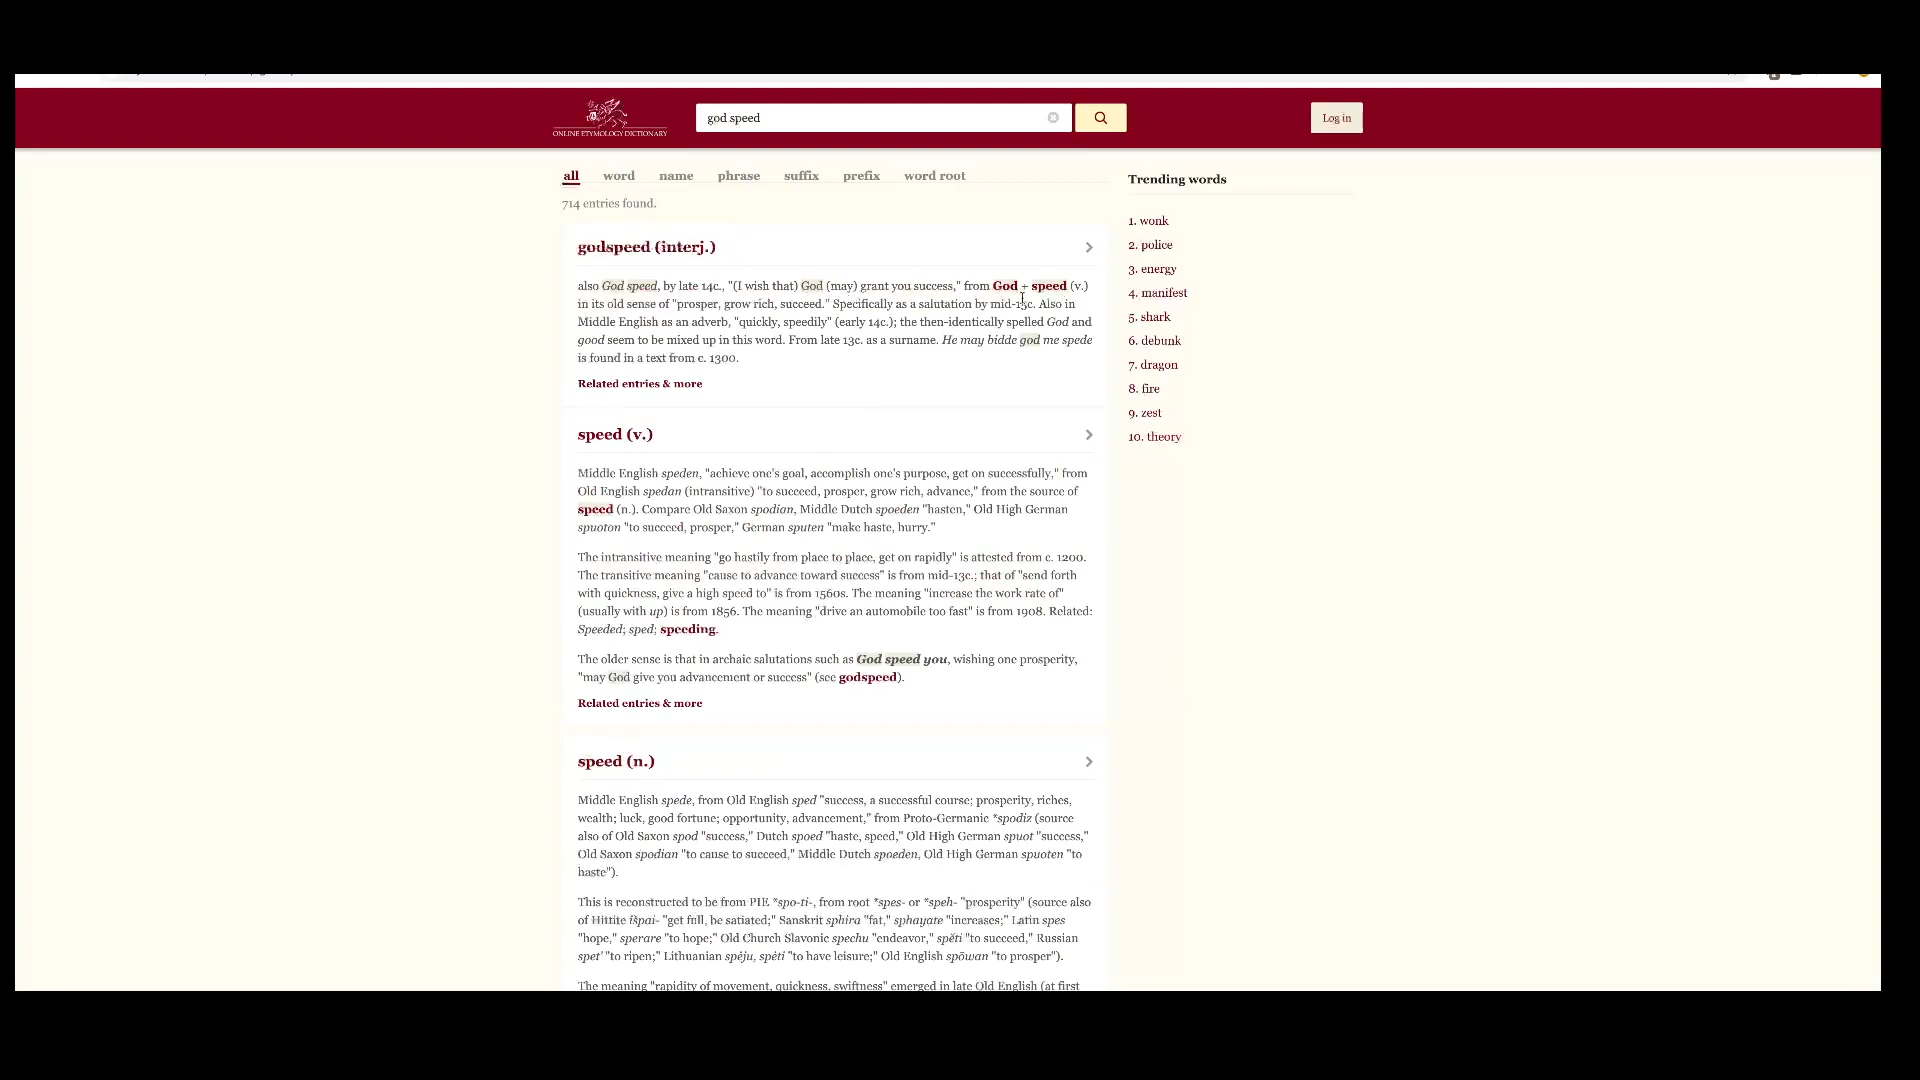 ONLINE ETYMOLOGY DICTIONARY
god speed
Log in
all word name phrase suffix prefix word root
714 entries found.
godspeed (interj.)
also God speed, by late 14c., "(I wish that) God (may) grant you success," from God + speed (v.)
in its old sense of "prosper, grow rich, succeed." Specifically as a salutation by mid-15c. Also in
Middle English as an adverb, "quickly, speedily" (early 14c.); the then-identically spelled God and
good seem to be mixed up in this word. From late 13c. as a surname. He may bidde god me spede
is found in a text from c. 1300.
Related entries & more
speed (v.)
Middle English speden, "achieve one's goal, accomplish one's purpose, get on successfully," from
Old English spedan (intransitive) "to succeed, prosper, grow rich, advance," from the source of
speed (n.). Compare Old Saxon spodian, Middle Dutch spoeden "hasten," Old High German
spuoton "to succeed, prosper," German sputen "make haste, hurry."
The intransitive meaning "go hastily from place to place, get on rapidly" is attested from c. 1200.
The transitive meaning "cause to advance toward success" is from mid-13c.; that of "send forth
with quickness, give a high speed to" is from 1560s. The meaning "increase the work rate of"
(usually with up) is from 1856. The meaning "drive an automobile too fast" is from 1908. Related:
Speeded; sped; speeding.
The older sense is that in archaic salutations such as God speed you, wishing one prosperity,
"may God give you advancement or success" (see godspeed).
Related entries & more
speed (n.)
Middle English spede, from Old English sped "success, a successful course; prosperity, riches,
wealth; luck, good fortune; opportunity, advancement," from Proto-Germanic *spodiz (source
also of Old Saxon spod "success," Dutch spoed "haste, speed," Old High German spuot "success,"
Old Saxon spodian "to cause to succeed," Middle Dutch spoeden, Old High German spuoten "to
haste").
This is reconstructed to be from PIE *spo-ti-, from root *spes- or *speh- "prosperity" (source also
of Hittite išpai- "get full, be satiated;" Sanskrit sphira "fat," sphayate "increases;" Latin spes
"hope," sperare "to hope;" Old Church Slavonic spechu "endeavor," spěti "to succeed," Russian
spet' "to ripen;" Lithuanian spėju, spėti "to have leisure;" Old English spōwan "to prosper").
The meaning "rapidity of movement, quickness, swiftness" emerged in late Old English (at first
Trending words
1. wonk
2. police
3. energy
4. manifest
5. shark
6. debunk
7. dragon
8. fire
9. zest
10. theory